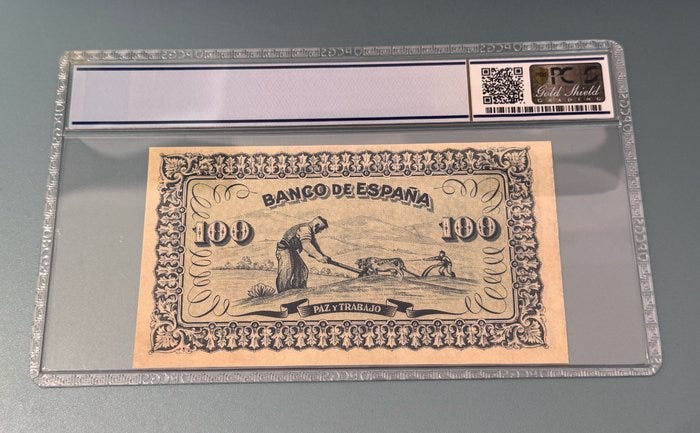 PCGS
Gold Shield
GRADING
BANCO DE ESPAÑA
100
100
PAZ Y TRABAJO